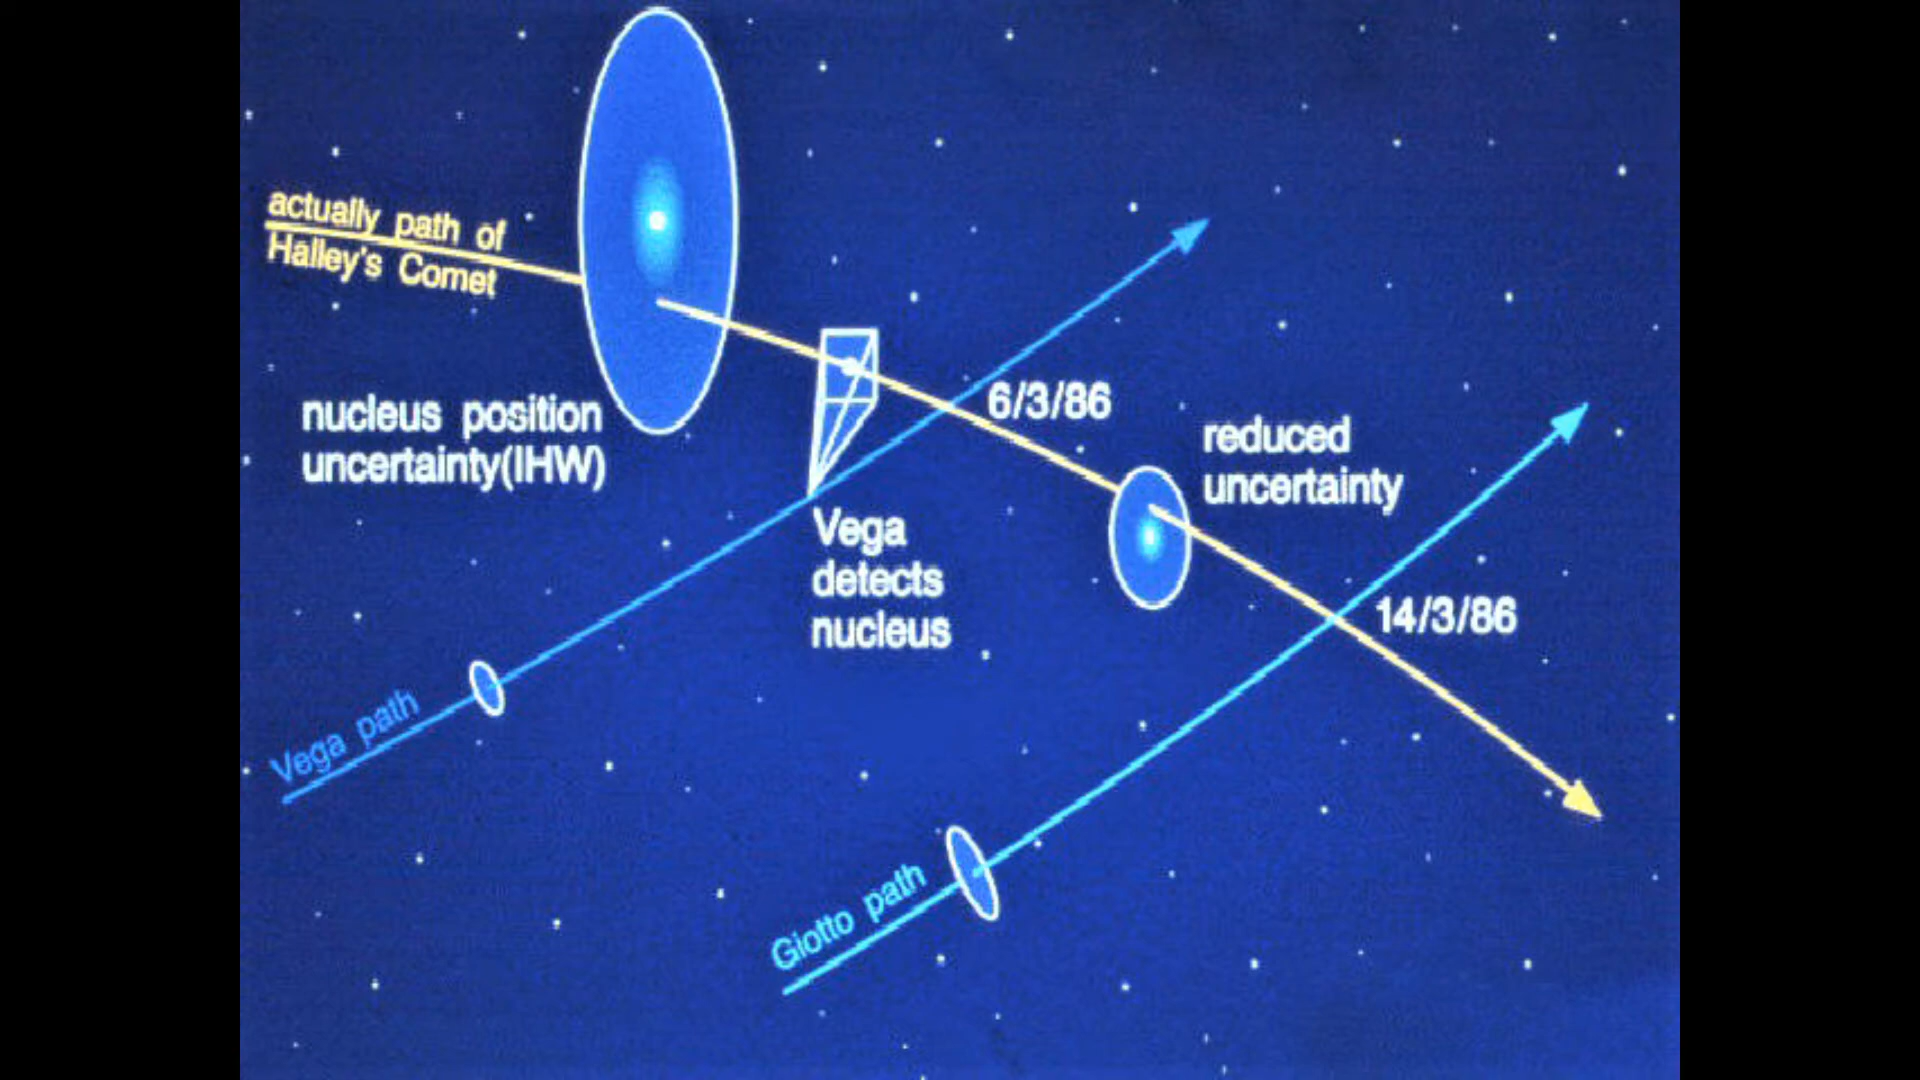 actually path of
Halley's Comet
nucleus position
uncertainty(IHW)
6/3/86
reduced
uncertainty
Vega
detects
nucleus
14/3/86
Vega path
Giotto path